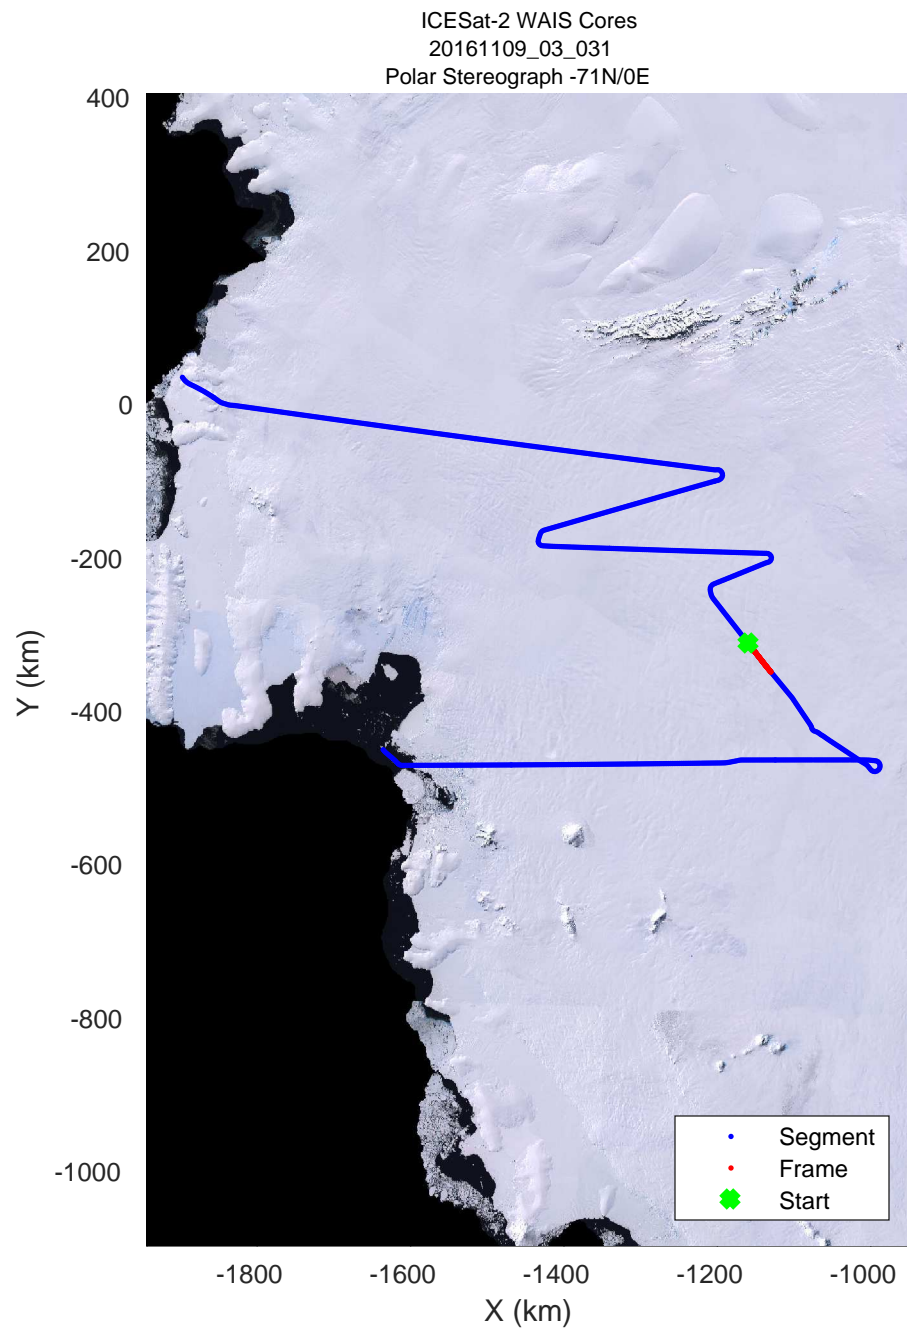 ICESat-2 WAIS Cores
20161109_03_031
Polar Stereograph -71N/0E
400
200
0
-200
-400
-600
-800
-1000
Y (km)
Segment
Frame
Start
-1800
-1600
-1400
-1200
-1000
X (km)